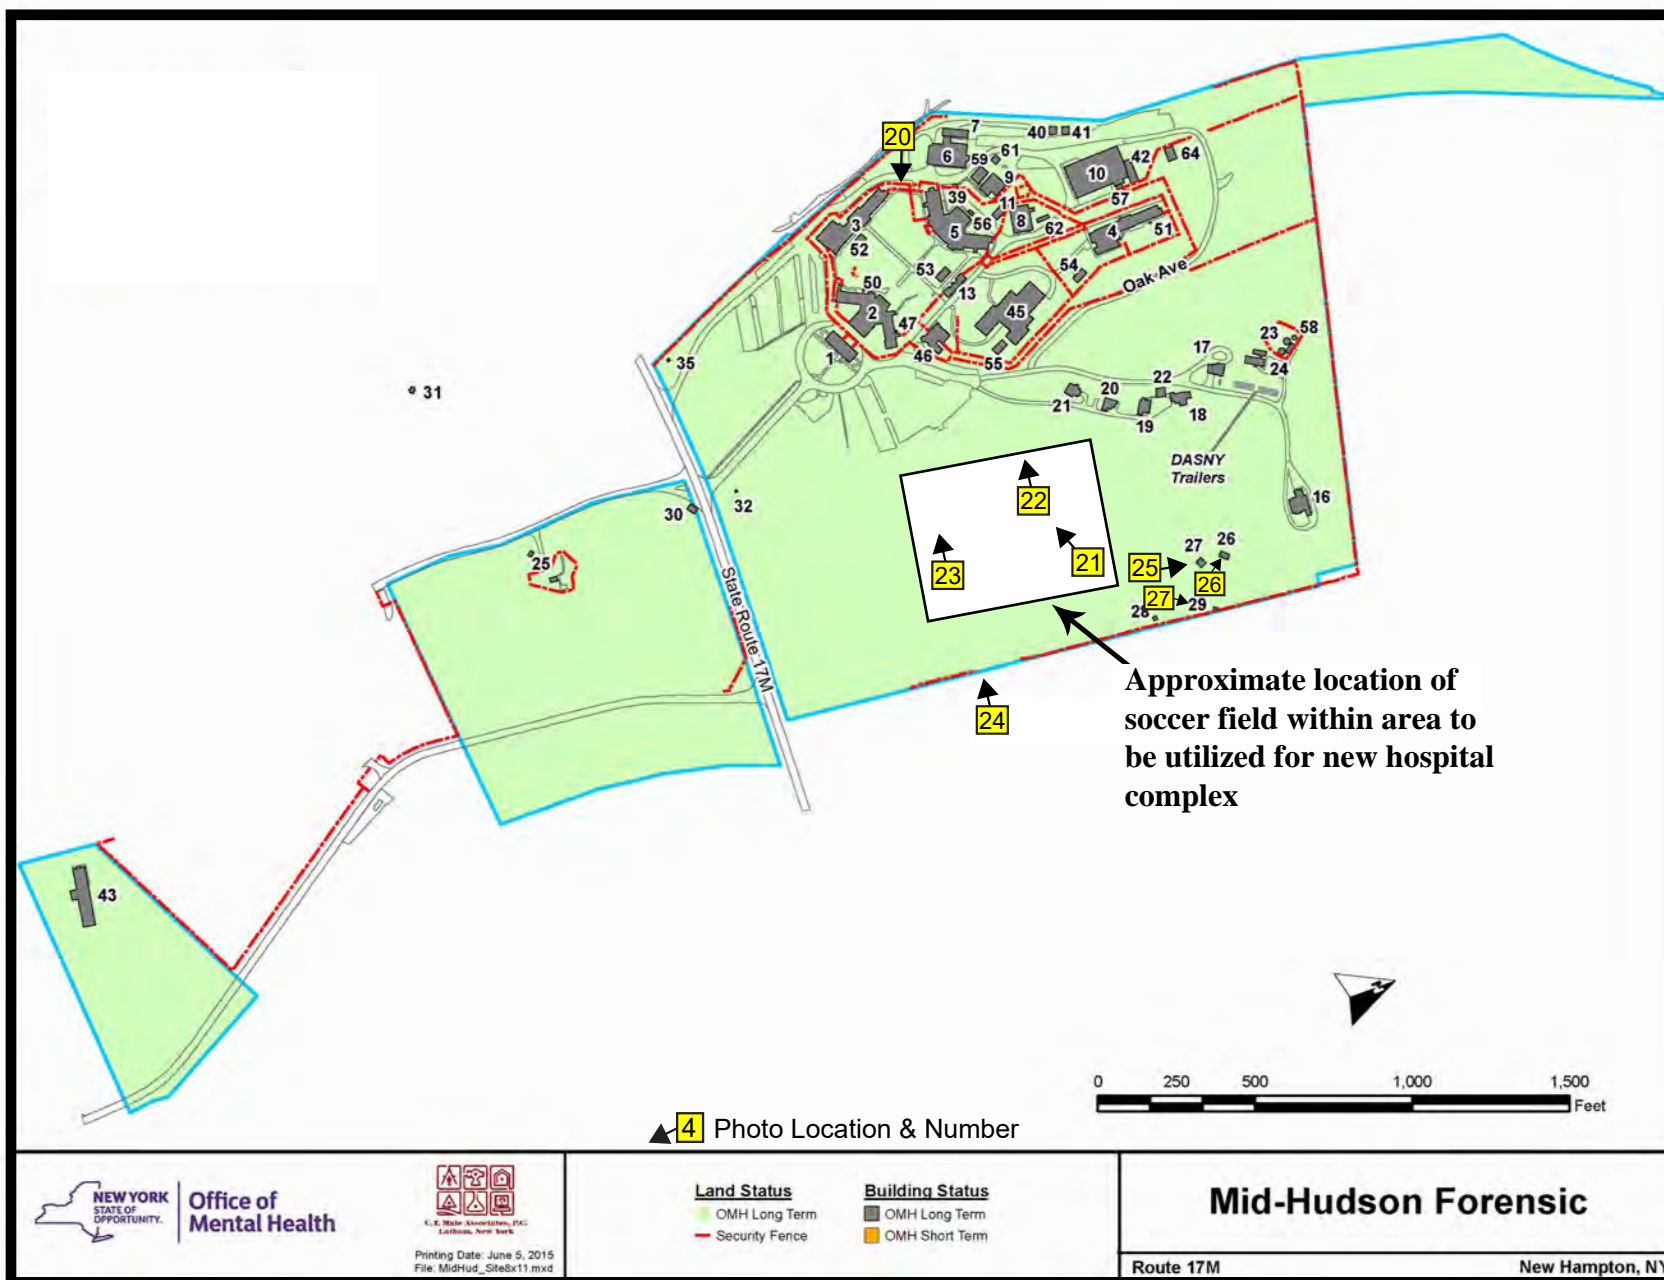 20
7
40
41
6
59
61
9
10
42
64
39
11
57
3
56
8
62
5
4
51
52
53
54
Oak Ave
50
13
2
45
47
23
58
1
46
55
17
24
35
31
20
22
21
19
18
DASNY
Trailers
22
32
30
16
State Route 17M
25
23
21
27
26
25
26
27
29
28
24
Approximate location of
soccer field within area to
be utilized for new hospital
complex
43
N
0 250 500 1,000 1,500
Feet
4 Photo Location & Number
NEW YORK
STATE OF
OPPORTUNITY.
Office of
Mental Health
C.T. Male Associates, P.C.
Latham, New York
Printing Date: June 5, 2015
File: MidHud_Site8x11.mxd
Land Status
OMH Long Term
Security Fence
Building Status
OMH Long Term
OMH Short Term
Mid-Hudson Forensic
Route 17M
New Hampton, NY